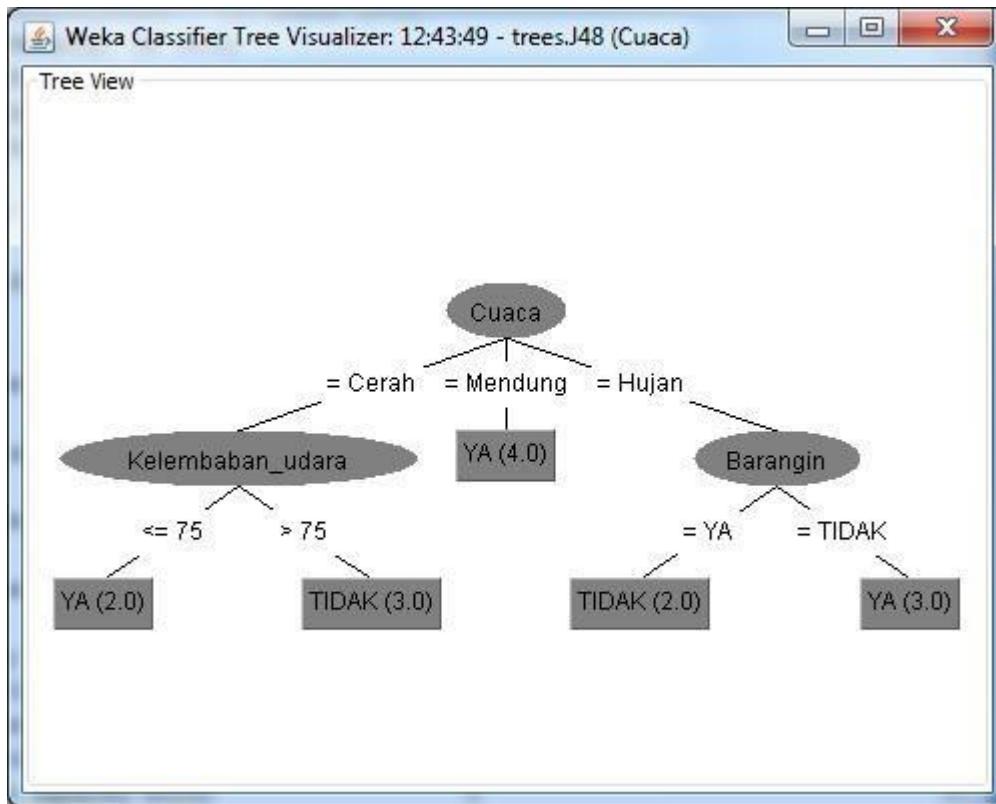 Weka Classifier Tree Visualizer: 12:43:49 - trees.J48 (Cuaca)
Tree View
Cuaca
= Cerah = Mendung = Hujan
Kelembaban_udara YA (4.0) Barangin
<= 75 > 75 = YA = TIDAK
YA (2.0) TIDAK (3.0) TIDAK (2.0) YA (3.0)